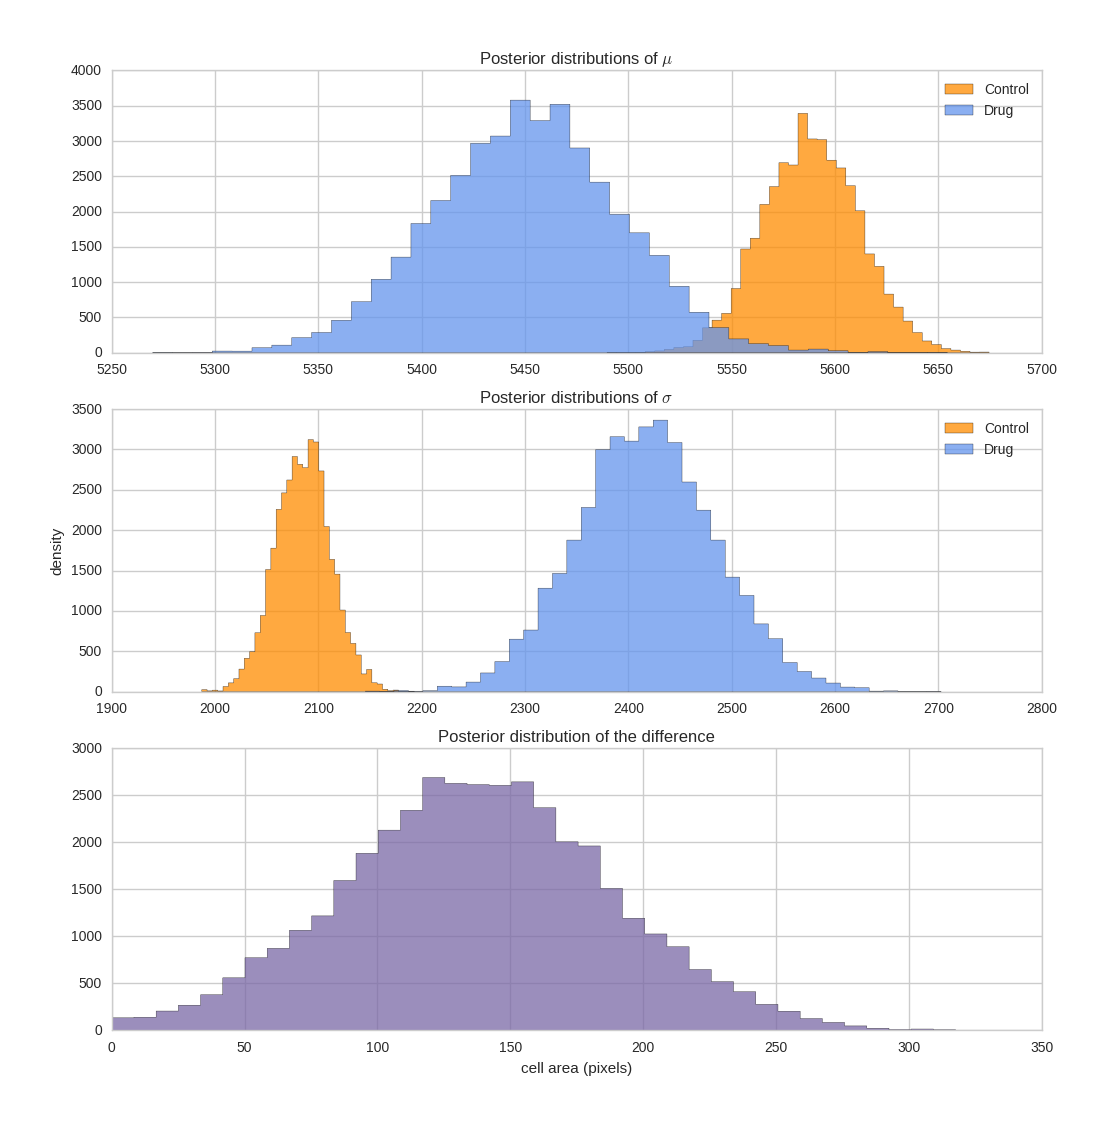 Posterior distributions of μ
4000
3500
3000
2500
2000
1500
1000
500
0
Control
Drug
5250 5300 5350 5400 5450 5500 5550 5600 5650 5700
Posterior distributions of σ
3500
3000
2500
2000
1500
1000
500
0
density
Control
Drug
1900 2000 2100 2200 2300 2400 2500 2600 2700 2800
Posterior distribution of the difference
3000
2500
2000
1500
1000
500
0
0 50 100 150 200 250 300 350
cell area (pixels)